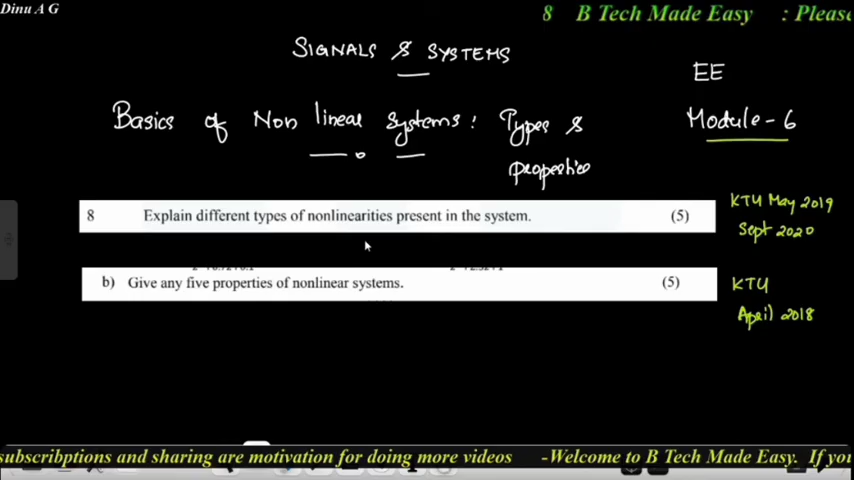 Dinu A G
8 B Tech Made Easy : Please
SIGNALS & SYSTEMS
EE
Basics of Non linear systems: Types &
properties
Module - 6
8 Explain different types of nonlinearities present in the system. (5)
KTU May 2019
Sept 2020
b) Give any five properties of nonlinear systems. (5)
KTU
April 2018
subscribptions and sharing are motivation for doing more videos -Welcome to B Tech Made Easy. If you